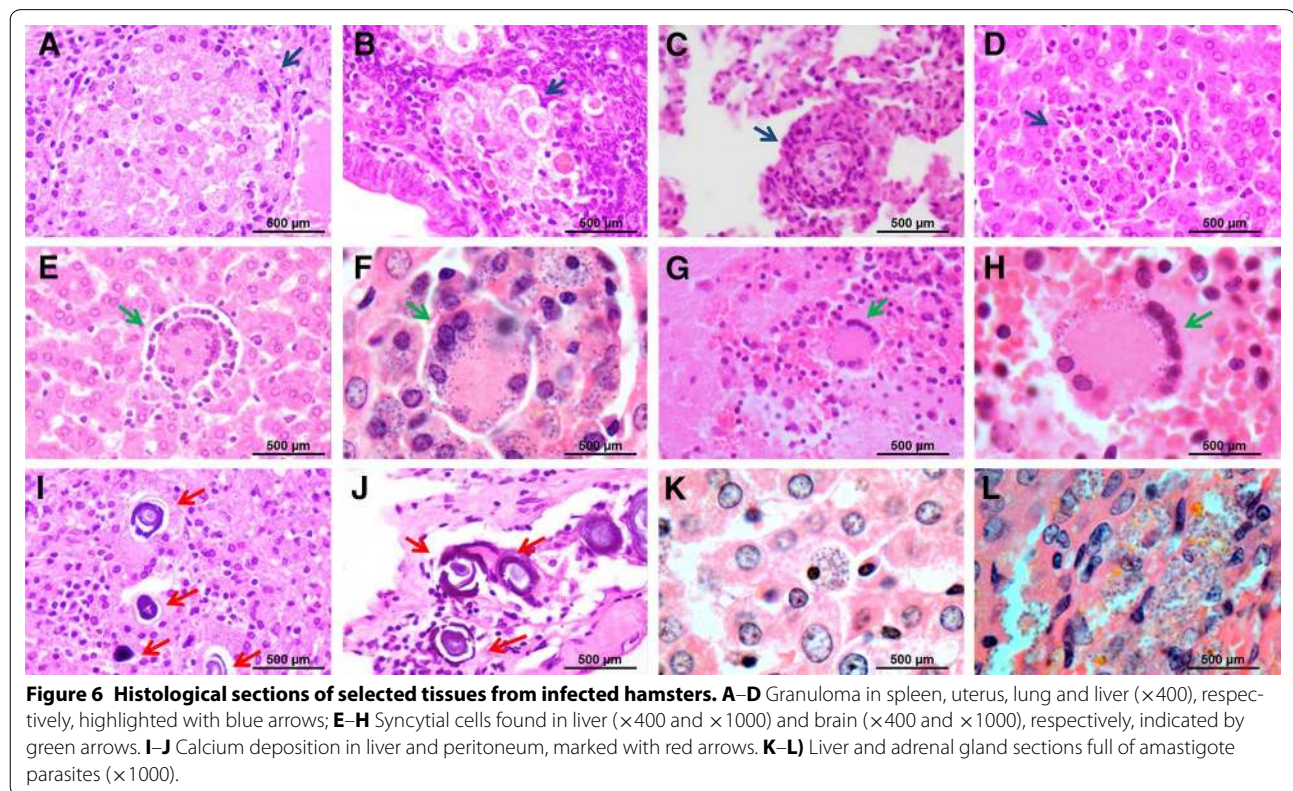 A
B
C
D
600 µm
500 µm
500 µm
500 µm
E
F
G
H
500 µm
500 µm
500 µm
500 µm
I
J
K
L
500 µm
500 µm
500 µm
500 µm
Figure 6 Histological sections of selected tissues from infected hamsters. A–D Granuloma in spleen, uterus, lung and liver (×400), respec-
tively, highlighted with blue arrows; E–H Syncytial cells found in liver (×400 and ×1000) and brain (×400 and ×1000), respectively, indicated by
green arrows. I–J Calcium deposition in liver and peritoneum, marked with red arrows. K–L) Liver and adrenal gland sections full of amastigote
parasites (×1000).